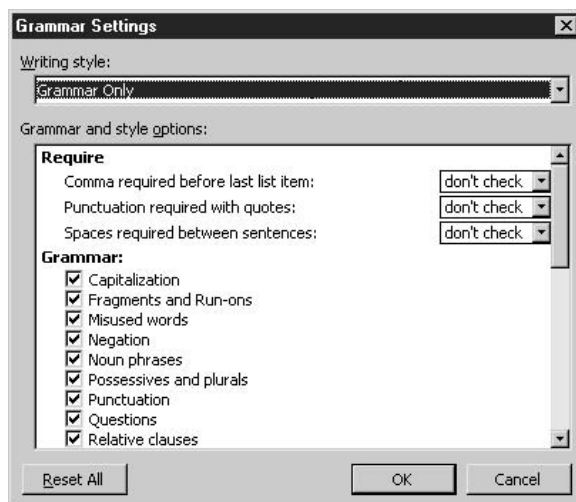 Grammar Settings
Writing style:
Grammar Only
Grammar and style options:
Require
Comma required before last list item: don't check
Punctuation required with quotes: don't check
Spaces required between sentences: don't check
Grammar:
Capitalization
Fragments and Run-ons
Misused words
Negation
Noun phrases
Possessives and plurals
Punctuation
Questions
Relative clauses
Reset All OK Cancel